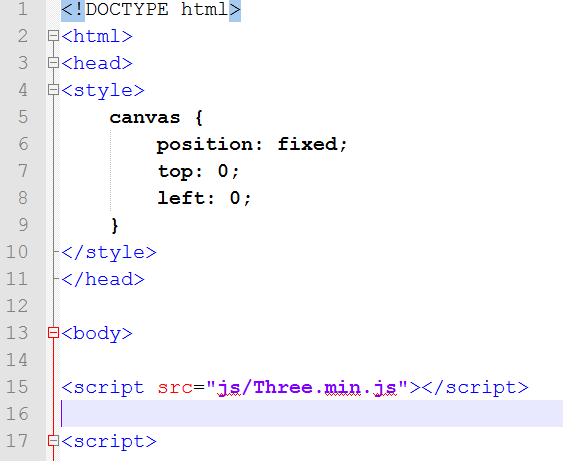 1 <!DOCTYPE html>
2 <html>
3 <head>
4 <style>
5 canvas {
6 position: fixed;
7 top: 0;
8 left: 0;
9 }
10 </style>
11 </head>
12
13 <body>
14
15 <script src="js/Three.min.js"></script>
16
17 <script>